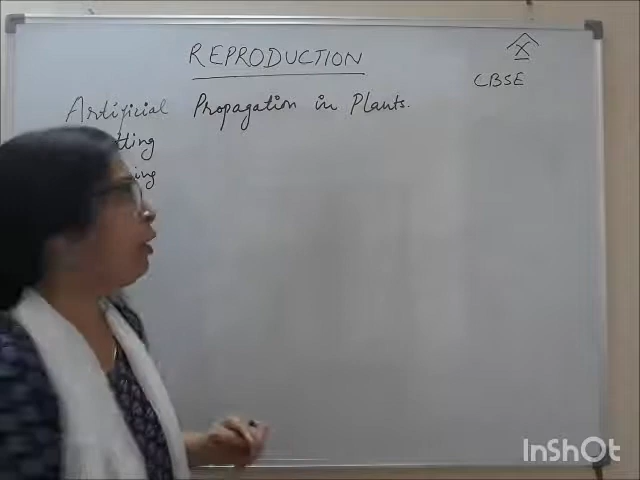 REPRODUCTION
X
CBSE
Artificial Propagation in Plants.
InShOt